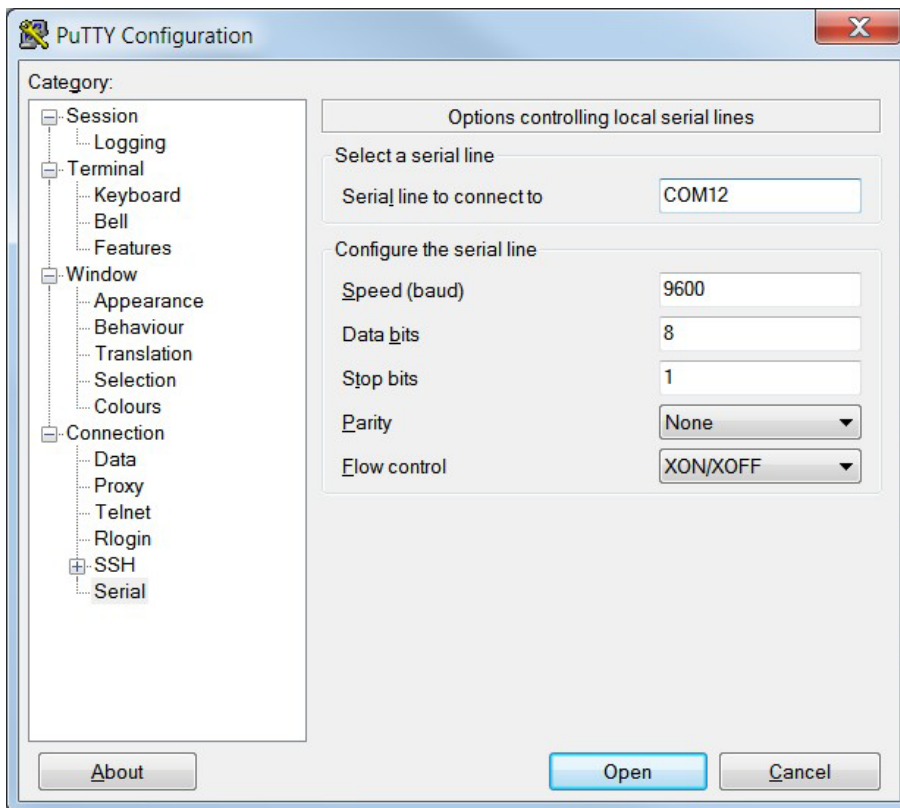 PuTTY Configuration
X
Category:
Session
Logging
Terminal
Keyboard
Bell
Features
Window
Appearance
Behaviour
Translation
Selection
Colours
Connection
Data
Proxy
Telnet
Rlogin
SSH
Serial
Options controlling local serial lines
Select a serial line
Serial line to connect to COM12
Configure the serial line
Speed (baud) 9600
Data bits 8
Stop bits 1
Parity None
Flow control XON/XOFF
About Open Cancel